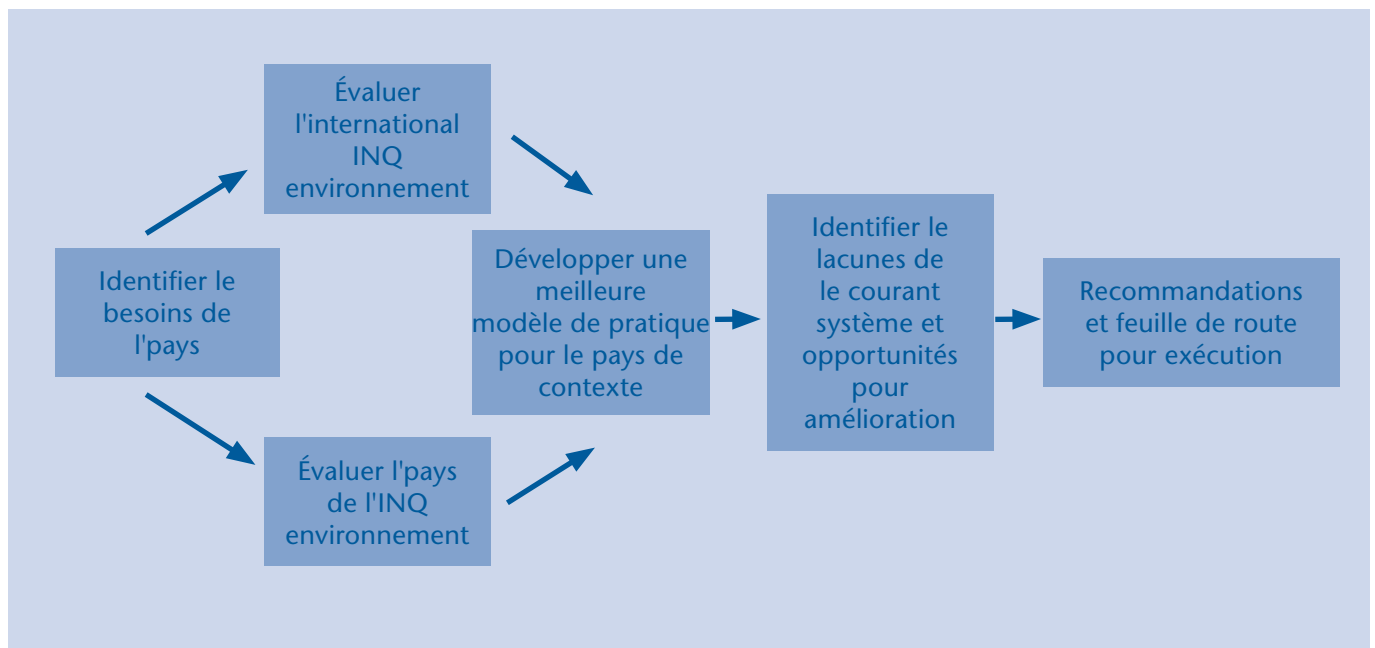 Évaluer
l'international
INQ
environnement
Identifier le
besoins de
l'pays
Développer une
meilleure
modèle de pratique
pour le pays de
contexte
Identifier le
lacunes de
le courant
système et
opportunités
pour
amélioration
Recommandations
et feuille de route
pour exécution
Évaluer l'pays
de l'INQ
environnement